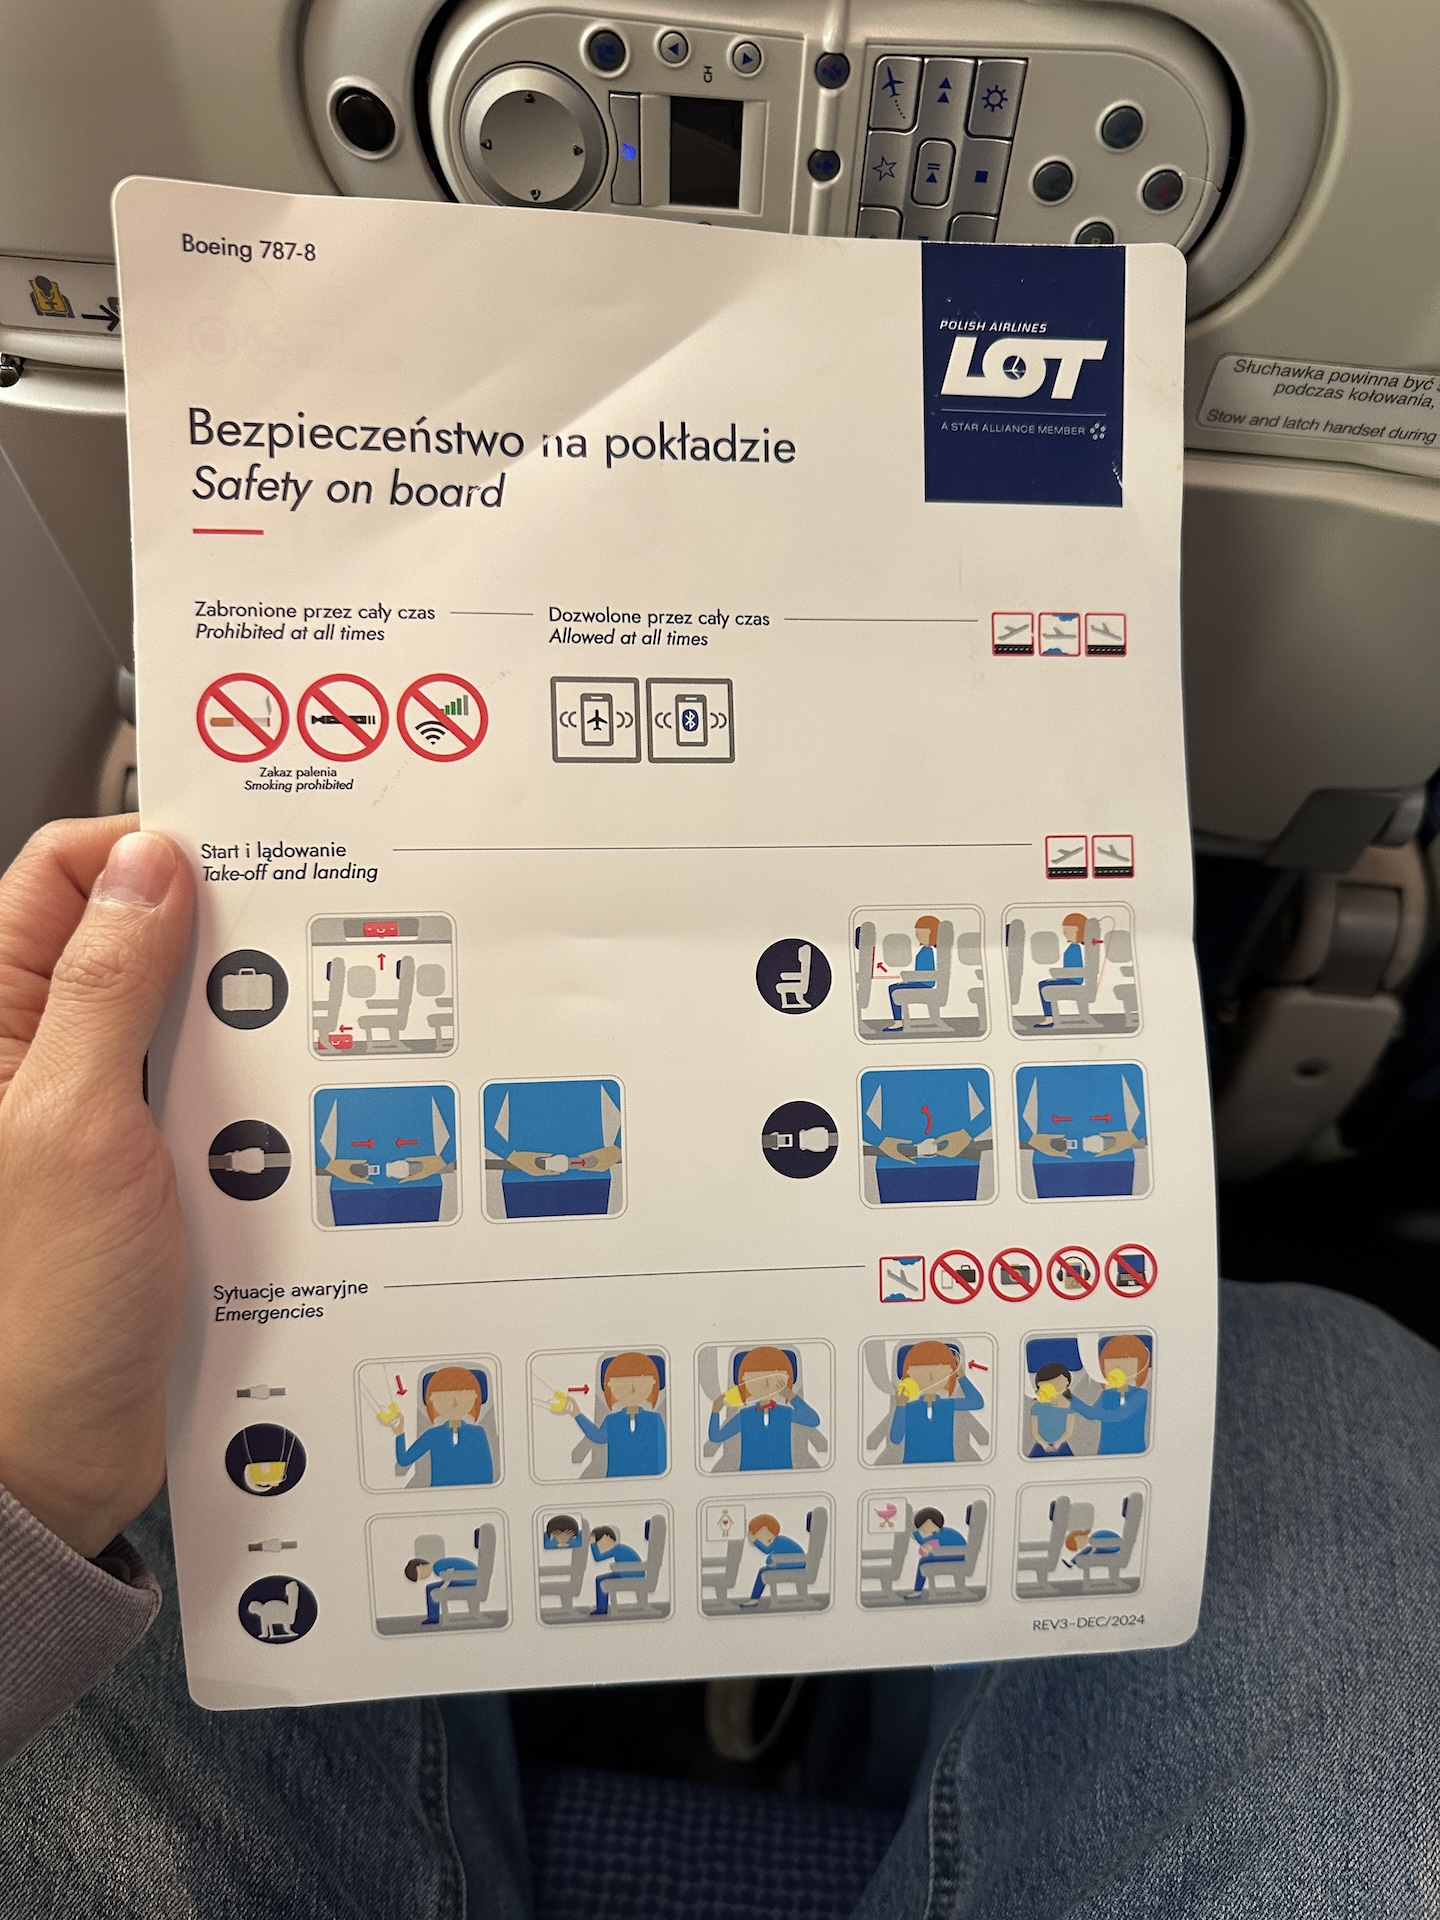 CH
Boeing 787-8
POLISH AIRLINES
LOT
A STAR ALLIANCE MEMBER
Słuchawka powinna być
podczas kołowania,
Stow and latch handset during
Bezpieczeństwo na pokładzie
Safety on board
Zabronione przez cały czas
Prohibited at all times
Dozwolone przez cały czas
Allowed at all times
Zakaz palenia
Smoking prohibited
Start i lądowanie
Take-off and landing
Sytuacje awaryjne
Emergencies
REV3-DEC/2024